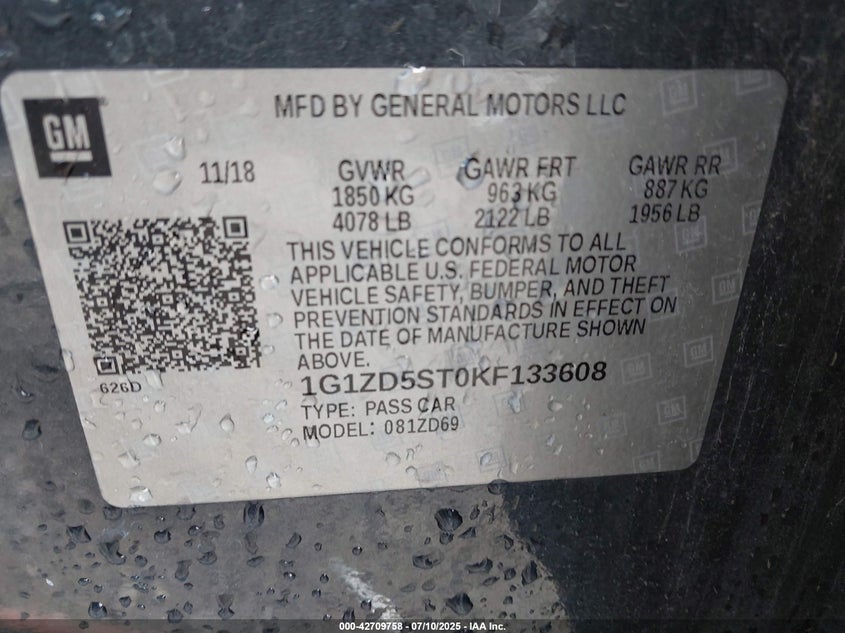 GM
MFD BY GENERAL MOTORS LLC
11/18
GVWR
1850 KG
4078 LB
GAWR FRT
963 KG
2122 LB
GAWR RR
887 KG
1956 LB
THIS VEHICLE CONFORMS TO ALL
APPLICABLE U.S. FEDERAL MOTOR
VEHICLE SAFETY, BUMPER, AND THEFT
PREVENTION STANDARDS IN EFFECT ON
THE DATE OF MANUFACTURE SHOWN
ABOVE.
626D
1G1ZD5ST0KF133608
TYPE: PASS CAR
MODEL: 081ZD69
000-42709758 - 07/10/2025 - IAA Inc.